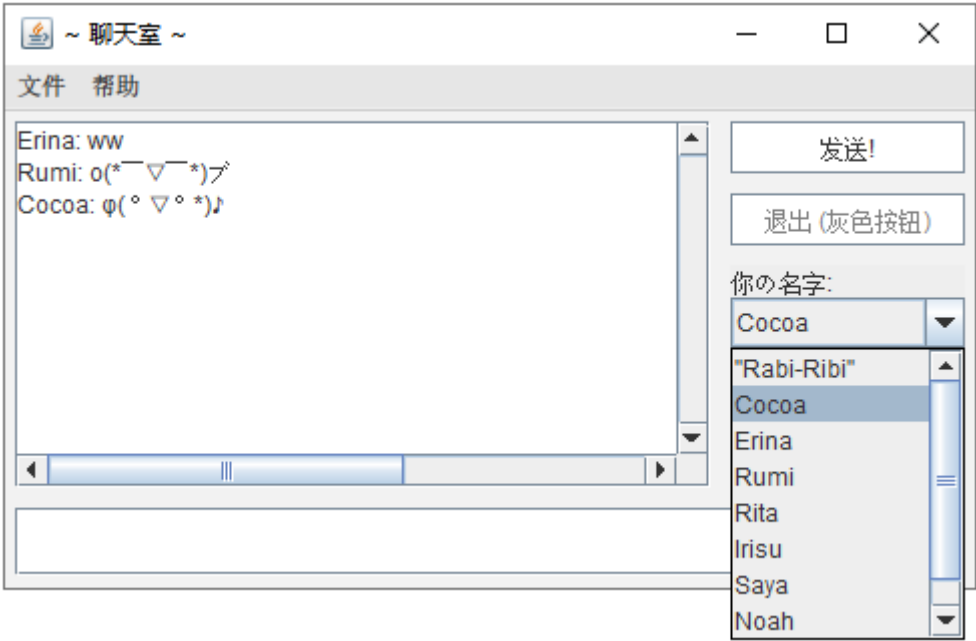 ~ 聊天室 ~
文件 帮助
Erina: ww
Rumi: o(*￣▽￣*)ブ
Cocoa: φ(°▽°*)♪
发送!
退出 (灰色按钮)
你の名字:
Cocoa
"Rabi-Ribi"
Cocoa
Erina
Rumi
Rita
Irisu
Saya
Noah